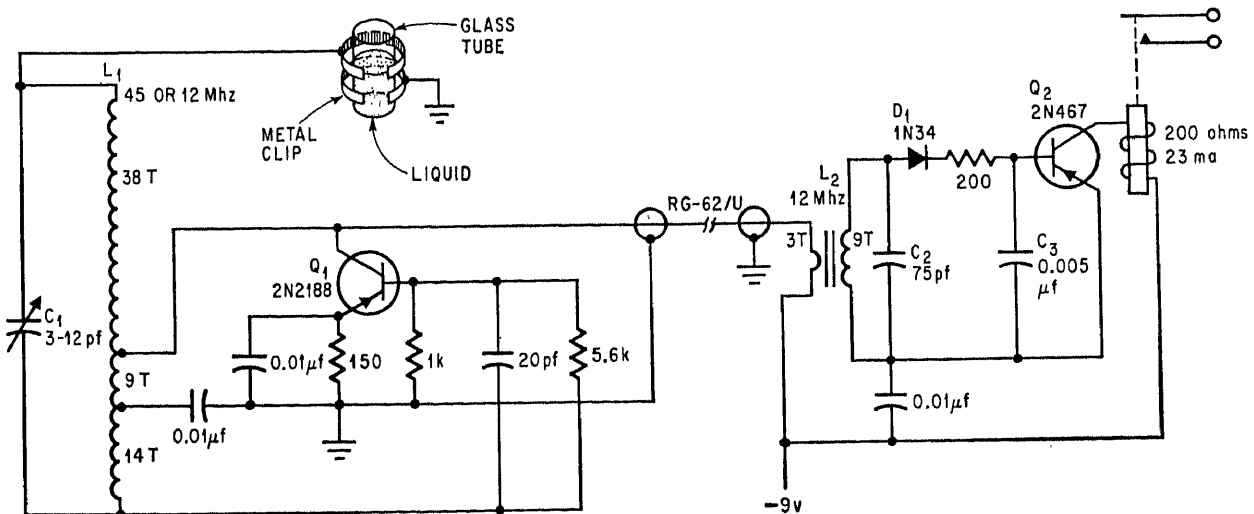 GLASS
TUBE
L1
45 OR 12 Mhz
METAL
CLIP
LIQUID
38 T
Q1
2N2188
C1
3-12 pf
9 T
14 T
0.01µf
0.01µf
150
1k
20 pf
5.6k
RG-62/U
L2
12 Mhz
3T
9T
C2
75pf
D1
1N34
200
C3
0.005
µf
Q2
2N467
200 ohms
23 ma
0.01µf
-9v